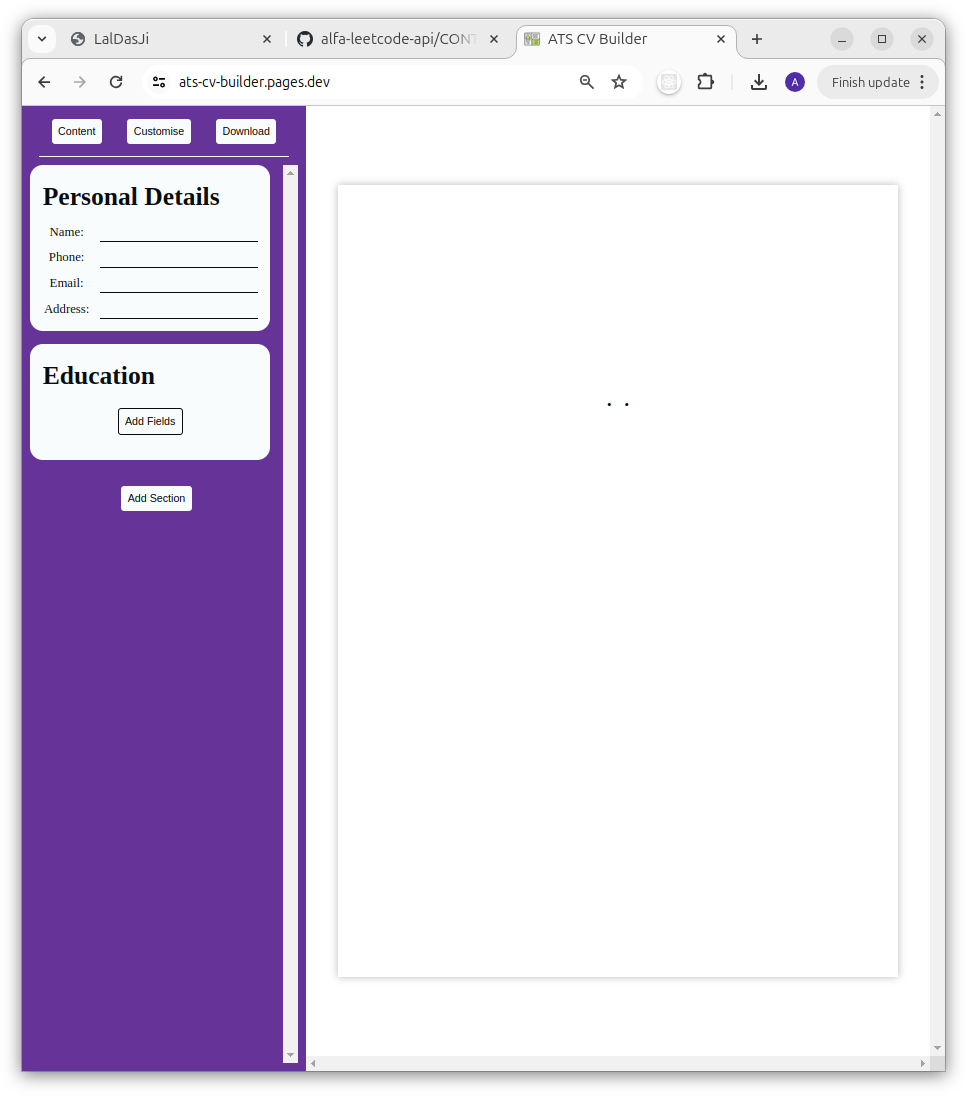 LalDasJi
alfa-leetcode-api/CONT
ATS CV Builder
ats-cv-builder.pages.dev
A
Finish update
Content
Customise
Download
Personal Details
Name:
Phone:
Email:
Address:
Education
Add Fields
Add Section
. .